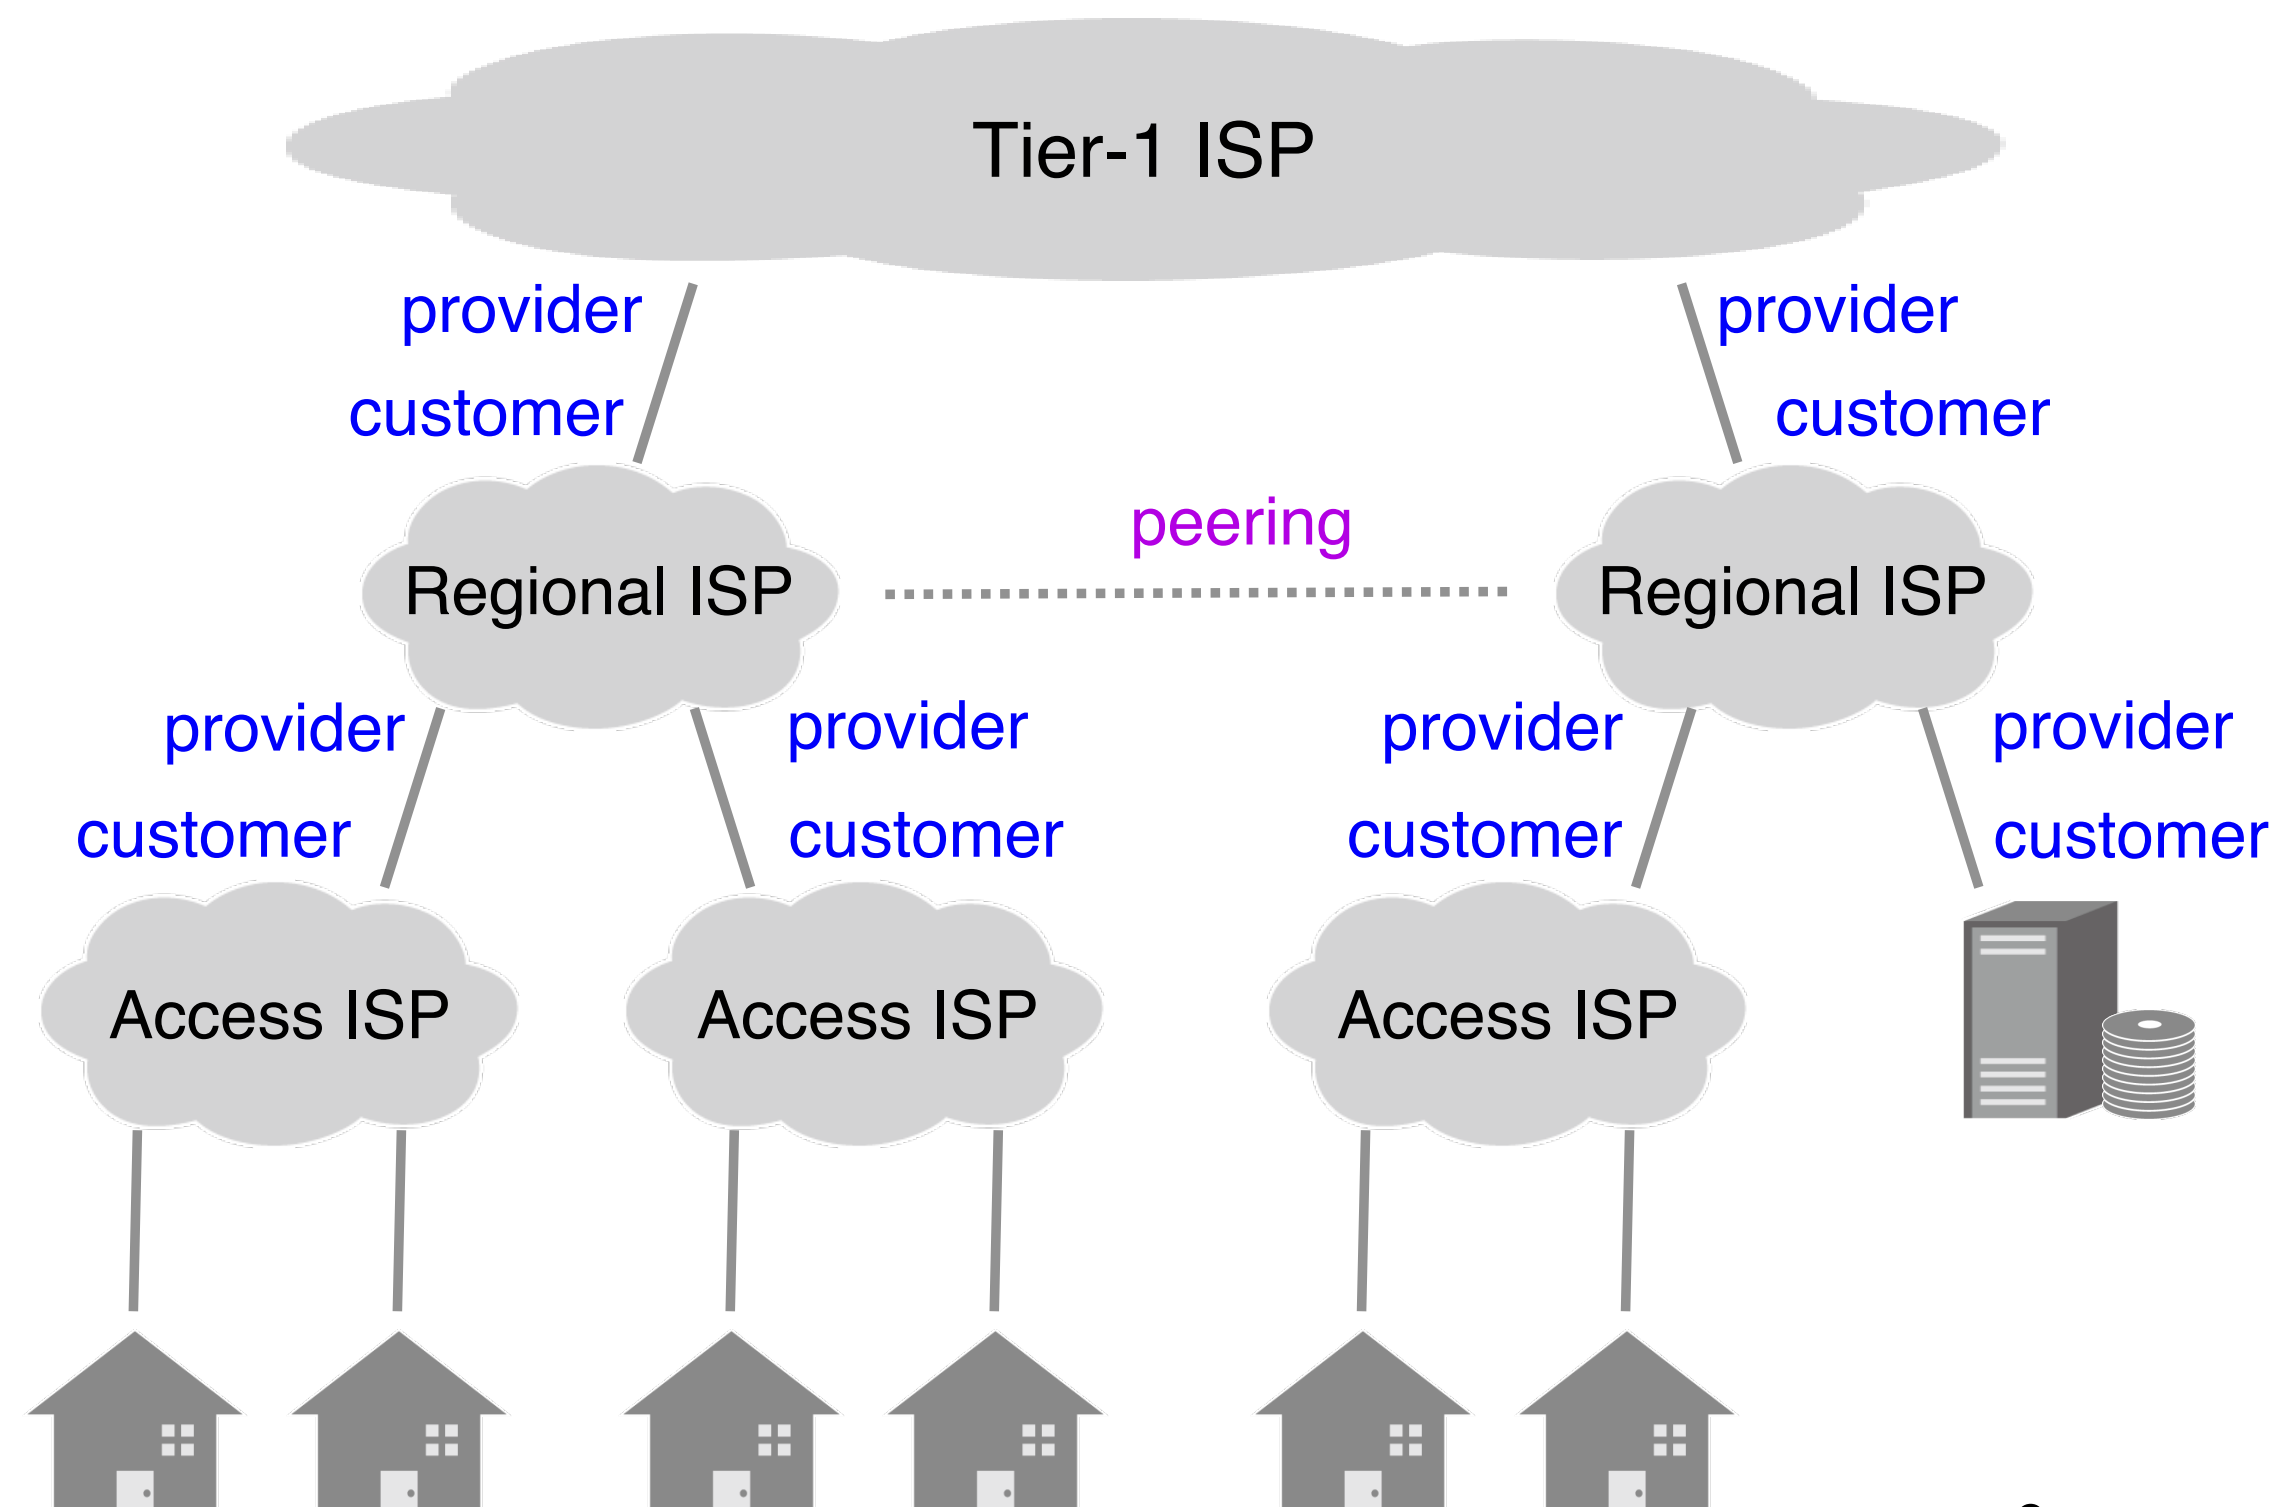 Tier-1 ISP
provider
provider
customer
customer
peering
Regional ISP
Regional ISP
provider
provider
provider
provider
customer
customer
customer
customer
Access ISP
Access ISP
Access ISP